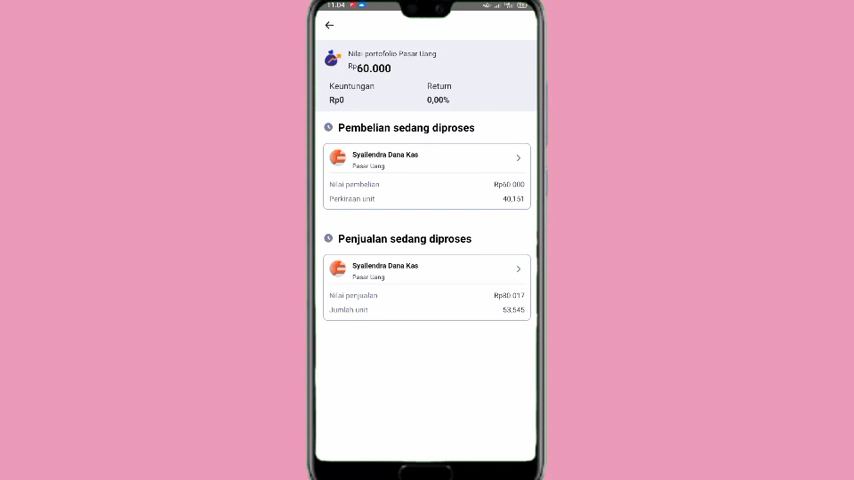 11.04
Nilai portofolio Pasar Uang
Rp60.000
Keuntungan
Return
Rp0
0,00%
Pembelian sedang diproses
Syailendra Dana Kas
Pasar Uang
Nilai pembelian
Rp60.000
Perkiraan unit
40,151
Penjualan sedang diproses
Syailendra Dana Kas
Pasar Uang
Nilai penjualan
Rp80.017
Jumlah unit
53,545